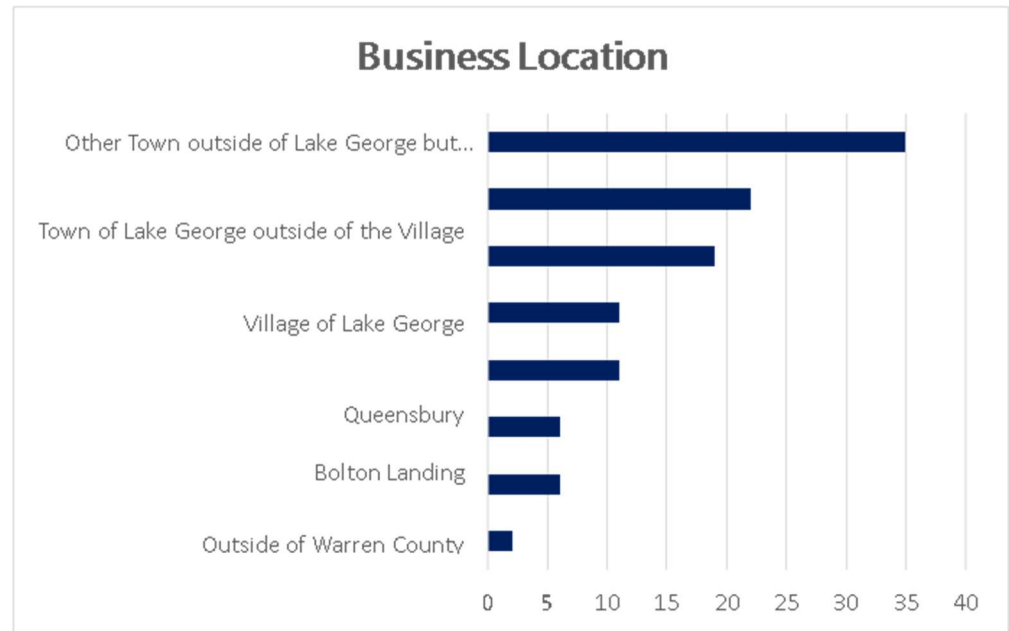 Business Location
Other Town outside of Lake George but...
Town of Lake George outside of the Village
Village of Lake George
Queensbury
Bolton Landing
Outside of Warren County
0 5 10 15 20 25 30 35 40